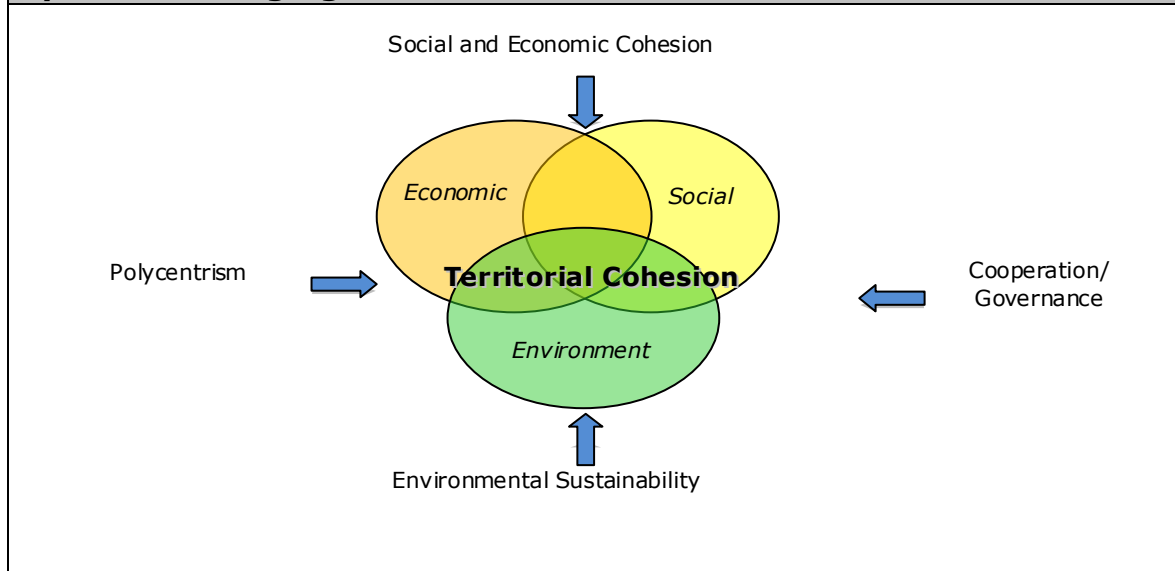 Social and Economic Cohesion
Economic
Social
Polycentrism
Territorial Cohesion
Cooperation/
Governance
Environment
Environmental Sustainability